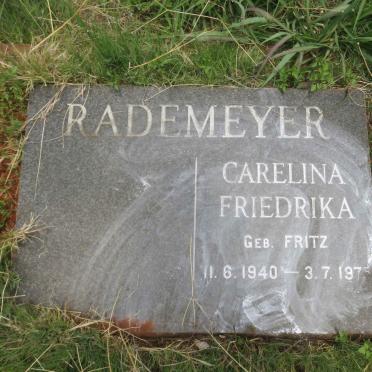 RADEMEYER
CARELINA
FRIEDRIKA
GEB. FRITZ
11.6.1940 — 3.7.197